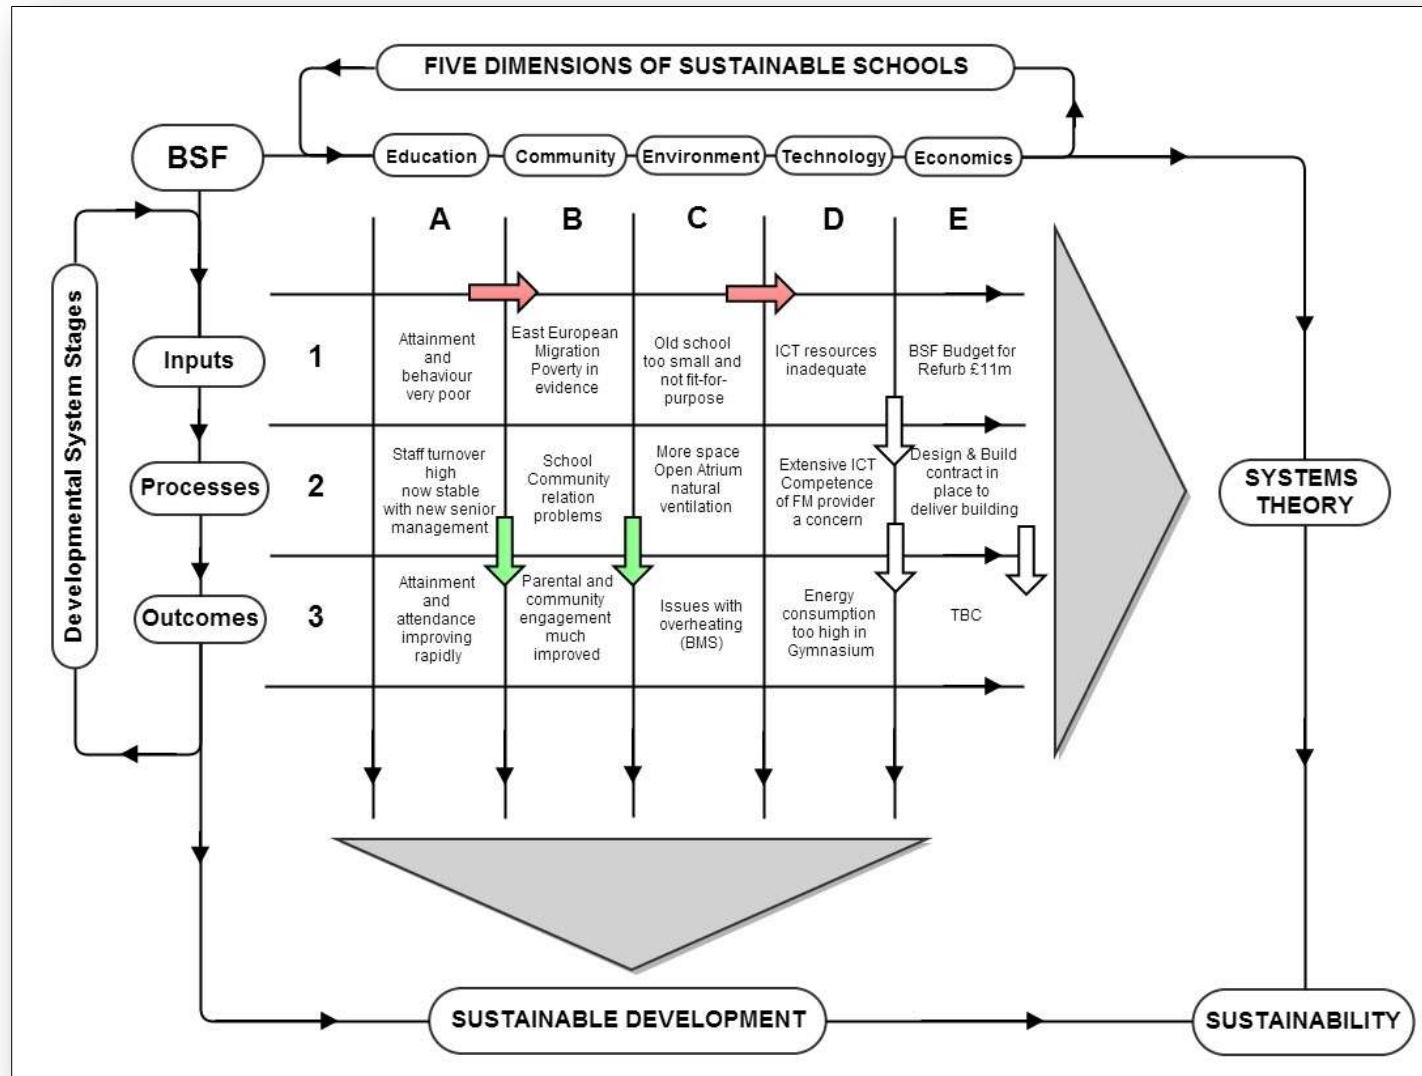 FIVE DIMENSIONS OF SUSTAINABLE SCHOOLS
BSF
Education
Community
Environment
Technology
Economics
A
B
C
D
E
Developmental System Stages
Inputs
1
Attainment
and
behaviour
very poor
East European
Migration
Poverty in
evidence
Old school
too small and
not fit-for-
purpose
ICT resources
inadequate
BSF Budget for
Refurb £11m
Processes
2
Staff turnover
high
now stable
with new senior
management
School
Community
relation
problems
More space
Open Atrium
natural
ventilation
Extensive ICT
Competence
of FM provider
a concern
Design & Build
contract in
place to
deliver building
SYSTEMS
THEORY
Outcomes
3
Attainment
and
attendance
improving
rapidly
Parental and
community
engagement
much
improved
Issues with
overheating
(BMS)
Energy
consumption
too high in
Gymnasium
TBC
SUSTAINABLE DEVELOPMENT
SUSTAINABILITY